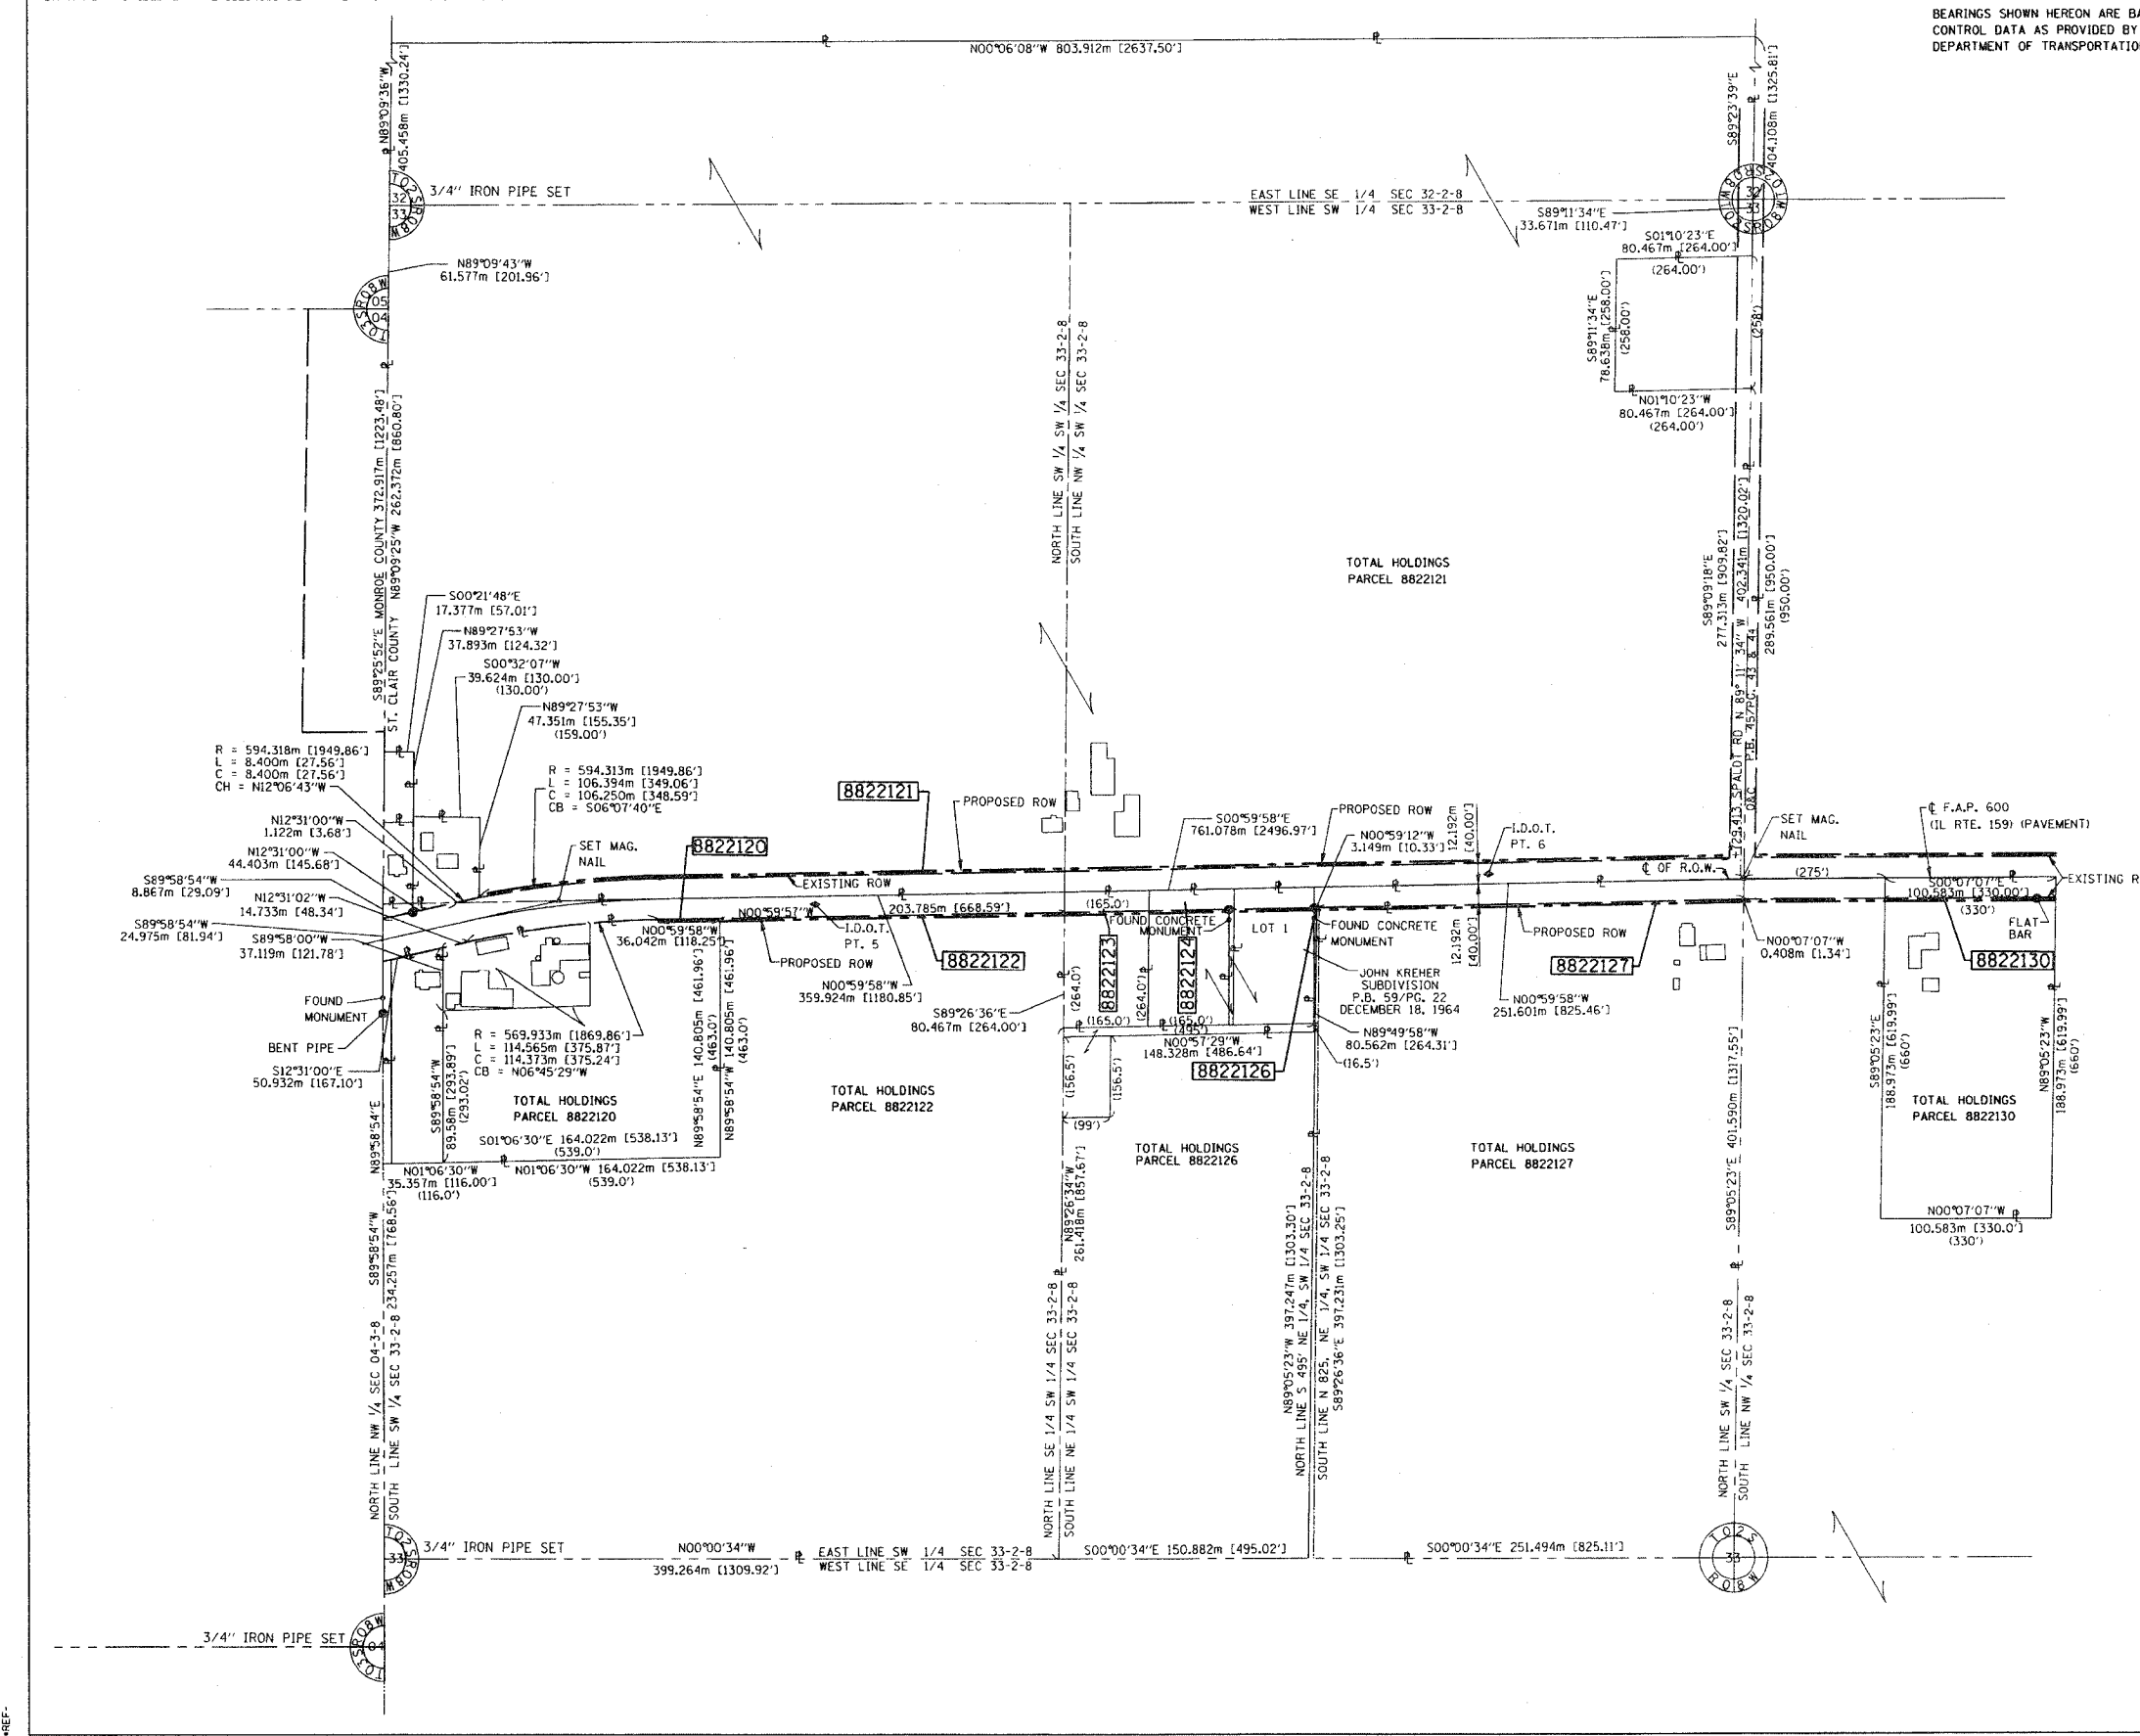 BEARINGS SHOWN HEREON ARE BA
CONTROL DATA AS PROVIDED BY
DEPARTMENT OF TRANSPORTATIO
N00°06'08"W 803.912m [2637.50']
N89°09'36"W
405.458m [1330.24']
S89°23'39"E
404.108m [1325.81']
T02SR08W
32
33
3/4" IRON PIPE SET
EAST LINE SE 1/4 SEC 32-2-8
WEST LINE SW 1/4 SEC 33-2-8
S89°11'34"E
33.671m [110.47']
T02SR08W
32
33
S01°10'23"E
80.467m [264.00']
(264.00')
N89°09'43"W
61.577m [201.96']
T03SR08W
05
04
S89°11'34"E
78.638m [258.00']
(258.00')
(258')
N01°10'23"W
80.467m [264.00']
(264.00')
S89°25'52"E MONROE COUNTY 372.917m [1223.48']
ST. CLAIR COUNTY N89°09'25"W 262.372m [860.80']
NORTH LINE SW 1/4 SW 1/4 SEC 33-2-8
SOUTH LINE NW 1/4 SW 1/4 SEC 33-2-8
TOTAL HOLDINGS
PARCEL 8822121
S89°09'18"E
277.313m [909.82']
SPALDT RD N 89° 11' 34" W 402.341m [1320.02']
P.B. 45/PG. 43 & 44
289.561m [950.00']
(950.00')
S00°21'48"E
17.377m [57.01']
N89°27'53"W
37.893m [124.32']
S00°32'07"W
39.624m [130.00']
(130.00')
N89°27'53"W
47.351m [155.35']
(159.00')
R = 594.318m [1949.86']
L = 8.400m [27.56']
C = 8.400m [27.56']
CH = N12°06'43"W
R = 594.313m [1949.86']
L = 106.394m [349.06']
C = 106.250m [348.59']
CB = S06°07'40"E
8822121
PROPOSED ROW
S00°59'58"E
761.078m [2496.97']
PROPOSED ROW
N00°59'12"W
3.149m [10.33']
12.192m
[40.00']
I.D.O.T.
PT. 6
SET MAG.
NAIL
℄ F.A.P. 600
(IL RTE. 159) (PAVEMENT)
N12°31'00"W
1.122m [3.68']
N12°31'00"W
44.403m [145.68']
S89°58'54"W
8.867m [29.09']
N12°31'02"W
14.733m [48.34']
S89°58'54"W
24.975m [81.94']
S89°58'00"W
37.119m [121.78']
SET MAG.
NAIL
8822120
EXISTING ROW
℄ OF R.O.W.
(275')
S00°07'07"E
100.583m [330.00']
(330')
EXISTING R
FLAT
BAR
N00°59'58"W
36.042m [118.25']
N00°59'57"W
203.785m [668.59']
I.D.O.T.
PT. 5
PROPOSED ROW
8822122
N00°59'58"W
359.924m [1180.85']
(165.0')
FOUND CONCRETE
MONUMENT
LOT 1
FOUND CONCRETE
MONUMENT
12.192m
[40.00']
PROPOSED ROW
8822127
N00°59'58"W
251.601m [825.46']
N00°07'07"W
0.408m [1.34']
8822130
8822123
8822124
(264.0')
(264.0')
S89°26'36"E
80.467m [264.00']
(165.0')
(165.0')
(495')
N00°57'29"W
148.328m [486.64']
8822126
JOHN KREHER
SUBDIVISION
P.B. 59/PG. 22
DECEMBER 18, 1964
N89°49'58"W
80.562m [264.31']
(16.5')
FOUND
MONUMENT
BENT PIPE
S12°31'00"E
50.932m [167.10']
R = 569.933m [1869.86']
L = 114.565m [375.87']
C = 114.373m [375.24']
CB = N06°45'29"W
S89°58'54"W
89.58m [293.89']
(293.02')
N89°58'54"E 140.805m [461.96']
(463.0')
N89°58'54"W 140.805m [461.96']
(463.0')
TOTAL HOLDINGS
PARCEL 8822120
TOTAL HOLDINGS
PARCEL 8822122
(156.5')
(156.5')
(99')
S01°06'30"E 164.022m [538.13']
(539.0')
N01°06'30"W 164.022m [538.13']
(539.0')
N01°06'30"W
35.357m [116.00']
(116.0')
TOTAL HOLDINGS
PARCEL 8822126
TOTAL HOLDINGS
PARCEL 8822127
S89°05'23"E
188.973m [619.99']
(660')
N89°05'23"W
188.973m [619.99']
(660')
TOTAL HOLDINGS
PARCEL 8822130
N00°07'07"W
100.583m [330.0']
(330')
N89°58'54"E
S89°58'54"W
234.257m [768.56']
NORTH LINE NW 1/4 SEC 04-3-8
SOUTH LINE SW 1/4 SEC 33-2-8
N89°26'34"W
261.418m [857.67']
NORTH LINE SE 1/4 SW 1/4 SEC 33-2-8
SOUTH LINE NE 1/4 SW 1/4 SEC 33-2-8
N89°05'23"W 397.247m [1303.30']
NORTH LINE S 495' NE 1/4, SW 1/4 SEC 33-2-8
SOUTH LINE N 825, NE 1/4, SW 1/4 SEC 33-2-8
S89°26'36"E 397.231m [1303.25']
S89°05'23"E 401.590m [1317.55']
NORTH LINE SW 1/4 SEC 33-2-8
SOUTH LINE NW 1/4 SEC 33-2-8
T02SR08W
33
3/4" IRON PIPE SET
N00°00'34"W
399.264m [1309.92']
EAST LINE SW 1/4 SEC 33-2-8
WEST LINE SE 1/4 SEC 33-2-8
S00°00'34"E 150.882m [495.02']
S00°00'34"E 251.494m [825.11']
T02S
33
R08W
3/4" IRON PIPE SET
T03SR08W
04
REF-